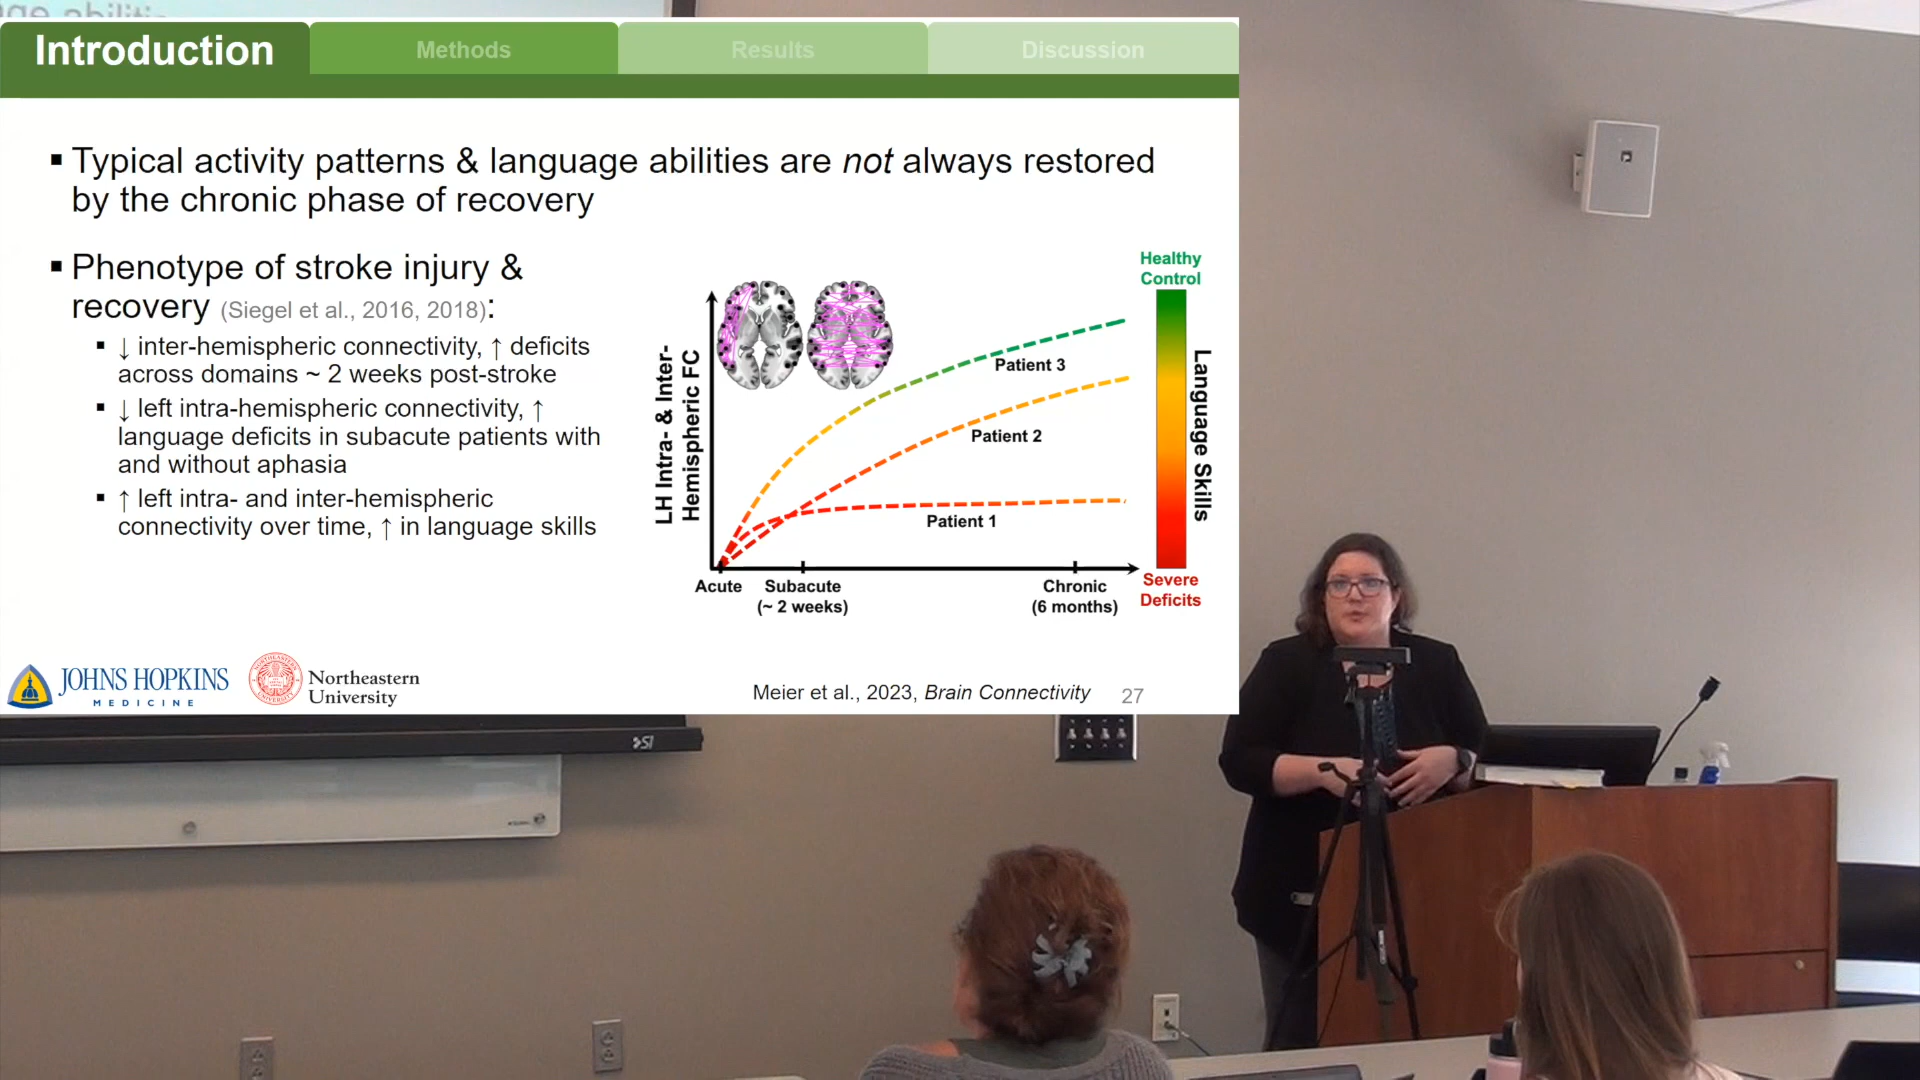 Introduction
Methods
Results
Discussion
▪ Typical activity patterns & language abilities are not always restored
by the chronic phase of recovery
▪ Phenotype of stroke injury &
recovery (Siegel et al., 2016, 2018):
▪ ↓ inter-hemispheric connectivity, ↑ deficits
across domains ~ 2 weeks post-stroke
▪ ↓ left intra-hemispheric connectivity, ↑
language deficits in subacute patients with
and without aphasia
▪ ↑ left intra- and inter-hemispheric
connectivity over time, ↑ in language skills
LH Intra- & Inter-
Hemispheric FC
Patient 3
Patient 2
Patient 1
Acute
Subacute
(~ 2 weeks)
Chronic
(6 months)
Healthy
Control
Language Skills
Severe
Deficits
JOHNS HOPKINS
MEDICINE
Northeastern
University
Meier et al., 2023, Brain Connectivity
27